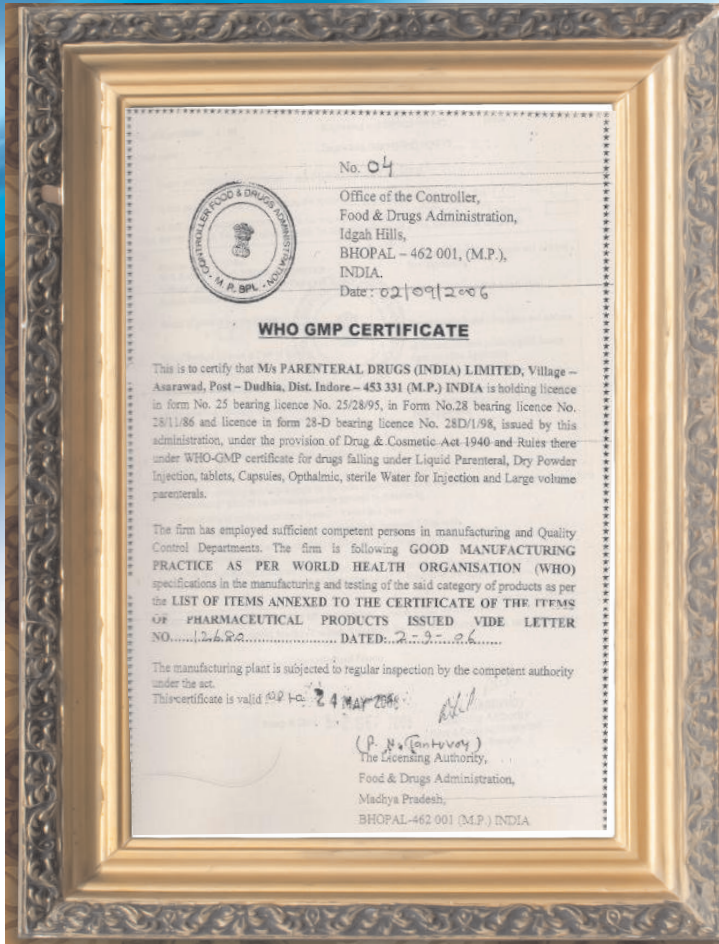 No. 04
CONTROLLER FOOD & DRUGS ADMINISTRATION
M. P. BPL
Office of the Controller,
Food & Drugs Administration,
Idgah Hills,
BHOPAL – 462 001, (M.P.),
INDIA.
Date : 02/09/2006
WHO GMP CERTIFICATE
This is to certify that M/s PARENTERAL DRUGS (INDIA) LIMITED, Village –
Asarawad, Post – Dudhia, Dist. Indore – 453 331 (M.P.) INDIA is holding licence
in form No. 25 bearing licence No. 25/28/95, in Form No.28 bearing licence No.
28/11/86 and licence in form 28-D bearing licence No. 28D/1/98, issued by this
administration, under the provision of Drug & Cosmetic Act 1940 and Rules there
under WHO-GMP certificate for drugs falling under Liquid Parenteral, Dry Powder
Injection, tablets, Capsules, Opthalmic, sterile Water for Injection and Large volume
parenterals.
The firm has employed sufficient competent persons in manufacturing and Quality
Control Departments. The firm is following GOOD MANUFACTURING
PRACTICE AS PER WORLD HEALTH ORGANISATION (WHO)
specifications in the manufacturing and testing of the said category of products as per
the LIST OF ITEMS ANNEXED TO THE CERTIFICATE OF THE ITEMS
OF PHARMACEUTICAL PRODUCTS ISSUED VIDE LETTER
NO.....12680.................... DATED:..2-9-06.....
The manufacturing plant is subjected to regular inspection by the competent authority
under the act.
This certificate is valid up to 24 MAY
The Licensing Authority,
Food & Drugs Administration,
Madhya Pradesh,
BHOPAL-462 001 (M.P.) INDIA